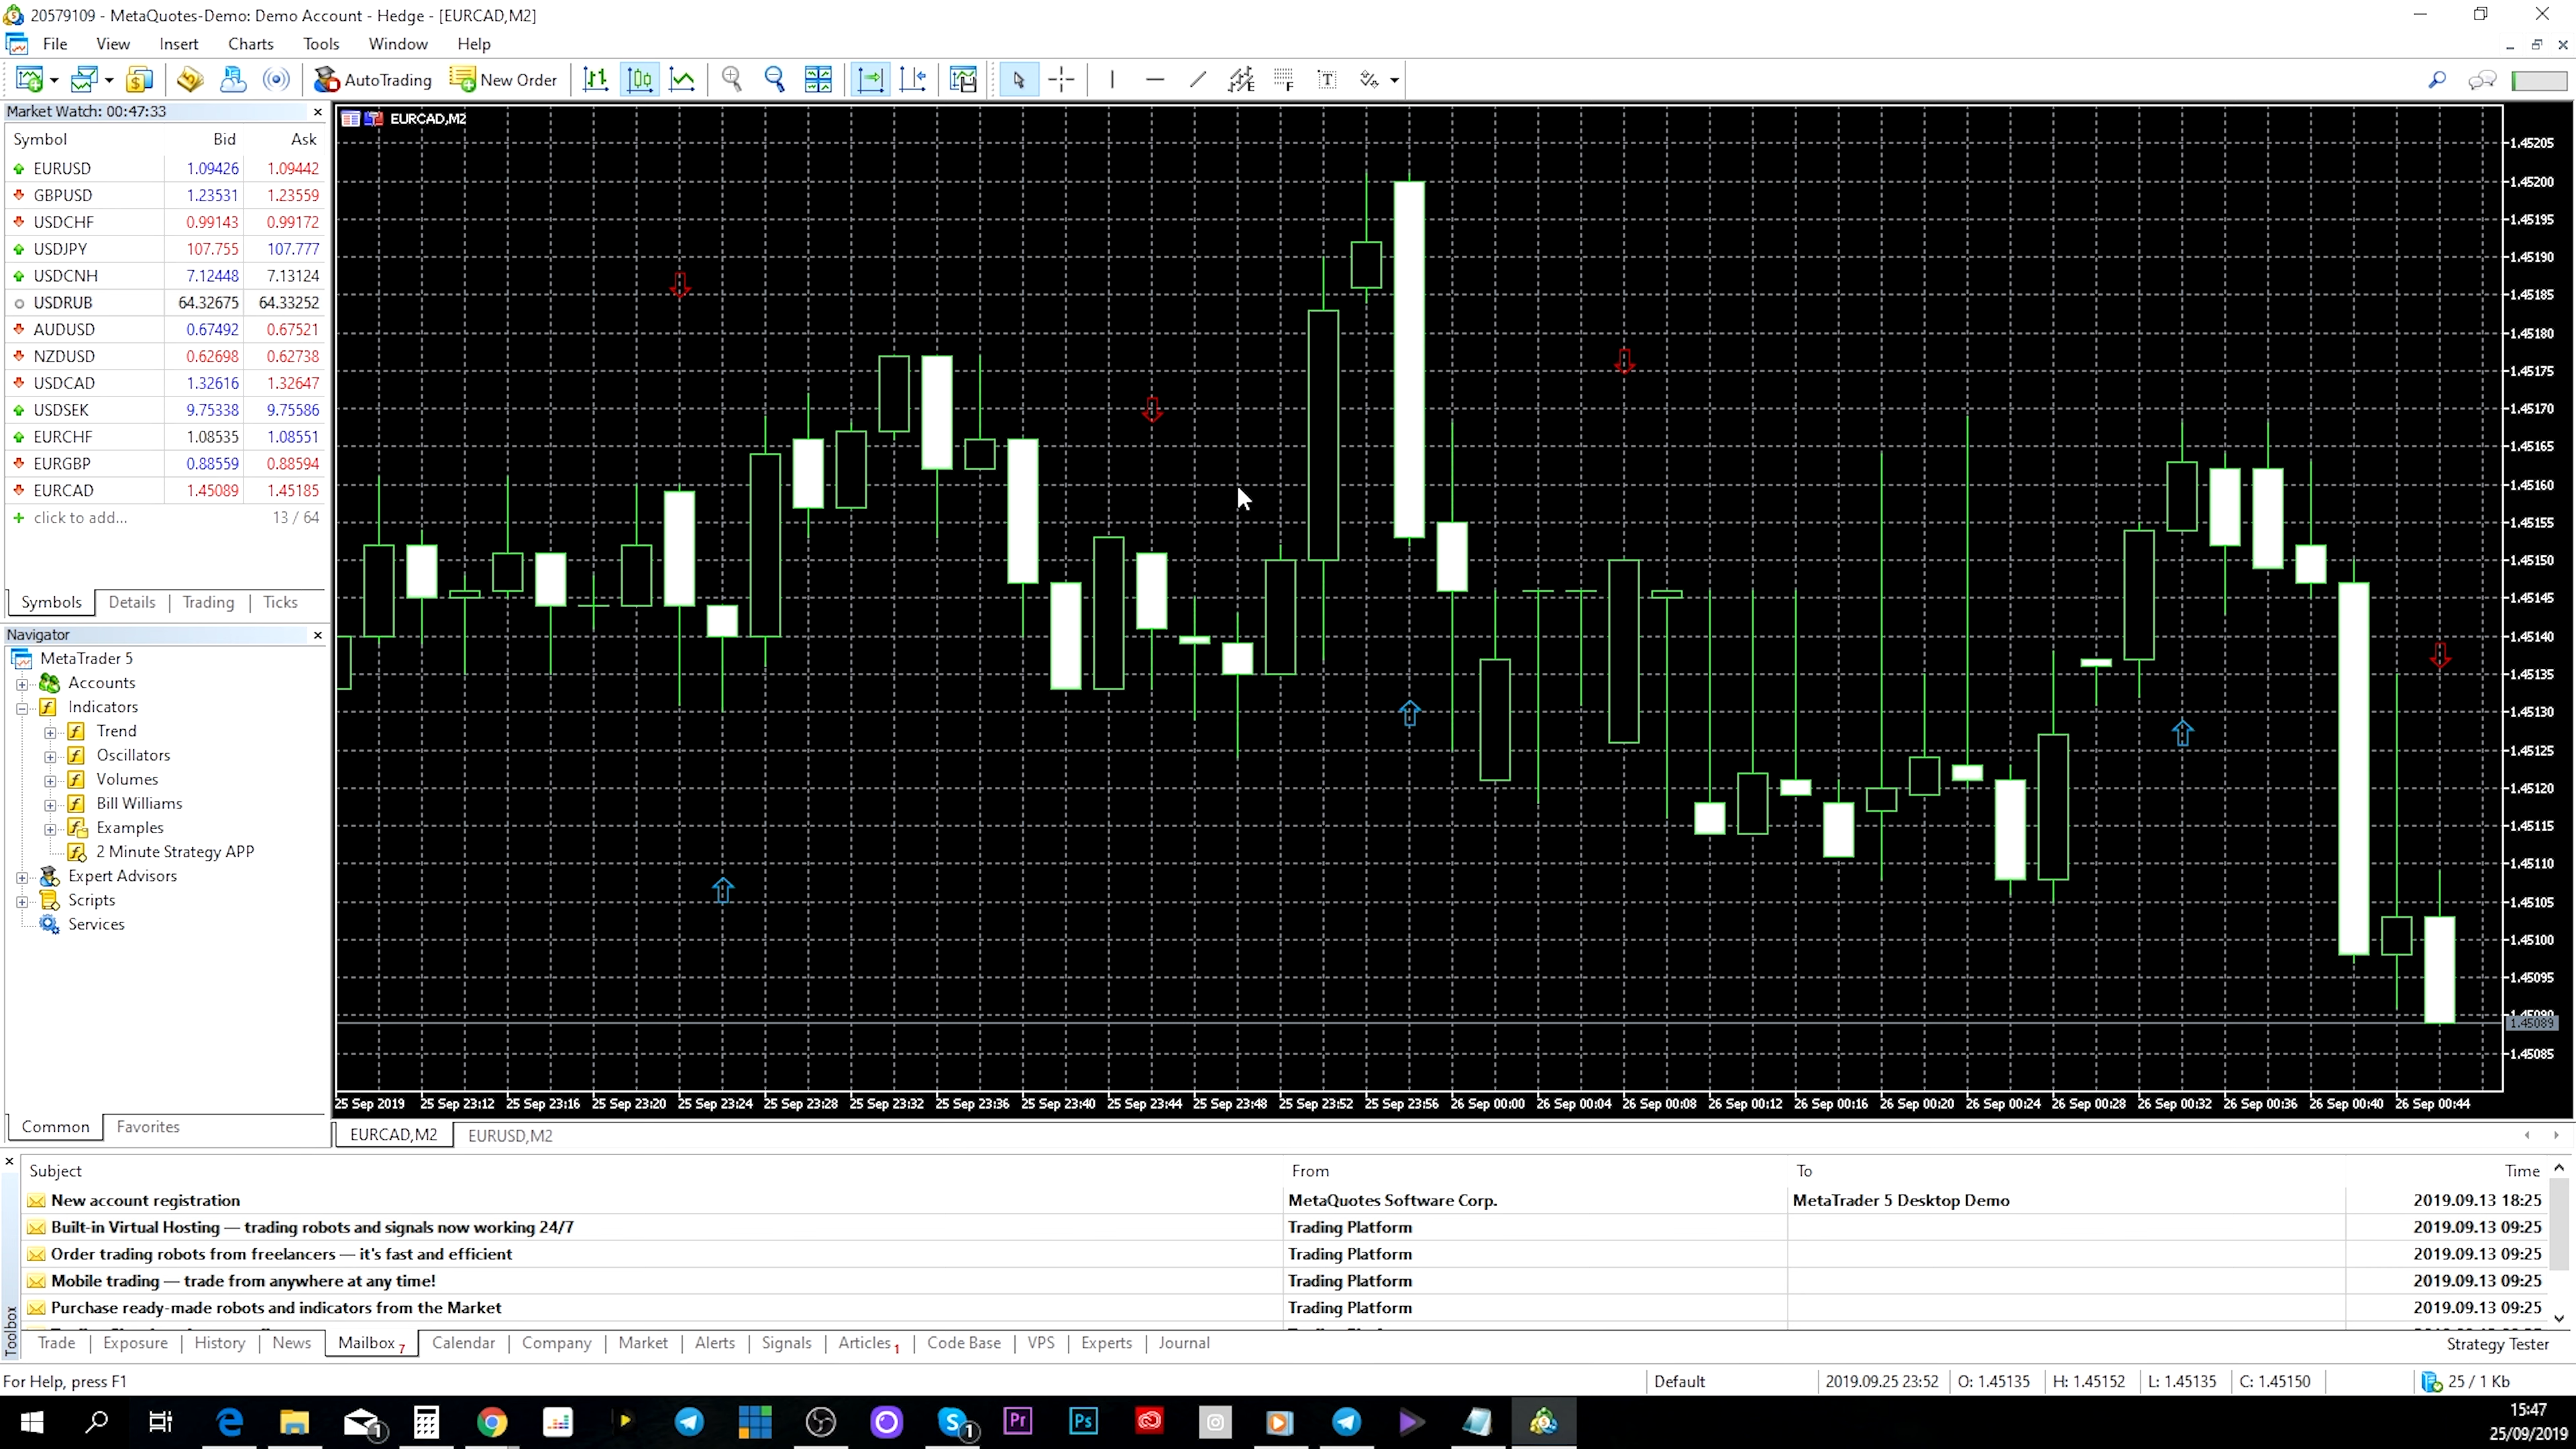 20579109 - MetaQuotes-Demo: Demo Account - Hedge - [EURCAD,M2]
File View Insert Charts Tools Window Help
AutoTrading New Order
Market Watch: 00:47:33
Symbol Bid Ask
EURUSD 1.09426 1.09442
GBPUSD 1.23531 1.23559
USDCHF 0.99143 0.99172
USDJPY 107.755 107.777
USDCNH 7.12448 7.13124
USDRUB 64.32675 64.33252
AUDUSD 0.67492 0.67521
NZDUSD 0.62698 0.62738
USDCAD 1.32616 1.32647
USDSEK 9.75338 9.75586
EURCHF 1.08535 1.08551
EURGBP 0.88559 0.88594
EURCAD 1.45089 1.45185
click to add... 13 / 64
Symbols Details Trading Ticks
Navigator
MetaTrader 5
Accounts
Indicators
Trend
Oscillators
Volumes
Bill Williams
Examples
2 Minute Strategy APP
Expert Advisors
Scripts
Services
Common Favorites
EURCAD,M2
1.45205
1.45200
1.45195
1.45190
1.45185
1.45180
1.45175
1.45170
1.45165
1.45160
1.45155
1.45150
1.45145
1.45140
1.45135
1.45130
1.45125
1.45120
1.45115
1.45110
1.45105
1.45100
1.45095
1.45090
1.45089
1.45085
25 Sep 2019 25 Sep 23:12 25 Sep 23:16 25 Sep 23:20 25 Sep 23:24 25 Sep 23:28 25 Sep 23:32 25 Sep 23:36 25 Sep 23:40 25 Sep 23:44 25 Sep 23:48 25 Sep 23:52 25 Sep 23:56 26 Sep 00:00 26 Sep 00:04 26 Sep 00:08 26 Sep 00:12 26 Sep 00:16 26 Sep 00:20 26 Sep 00:24 26 Sep 00:28 26 Sep 00:32 26 Sep 00:36 26 Sep 00:40 26 Sep 00:44
EURCAD,M2 EURUSD,M2
Subject From To Time
New account registration MetaQuotes Software Corp. MetaTrader 5 Desktop Demo 2019.09.13 18:25
Built-in Virtual Hosting — trading robots and signals now working 24/7 Trading Platform 2019.09.13 09:25
Order trading robots from freelancers — it's fast and efficient Trading Platform 2019.09.13 09:25
Mobile trading — trade from anywhere at any time! Trading Platform 2019.09.13 09:25
Purchase ready-made robots and indicators from the Market Trading Platform 2019.09.13 09:25
Toolbox
Trade Exposure History News Mailbox 7 Calendar Company Market Alerts Signals Articles 1 Code Base VPS Experts Journal Strategy Tester
For Help, press F1 Default 2019.09.25 23:52 O: 1.45135 H: 1.45152 L: 1.45135 C: 1.45150 25 / 1 Kb
1 1 Pr Ps
15:47
25/09/2019